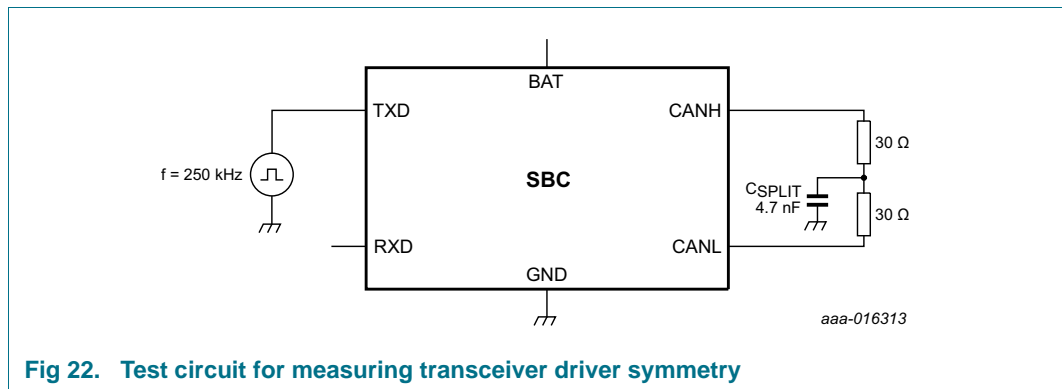 BAT
TXD
CANH
30 Ω
f = 250 kHz
SBC
CSPLIT
4.7 nF
30 Ω
RXD
CANL
GND
aaa-016313
Fig 22. Test circuit for measuring transceiver driver symmetry